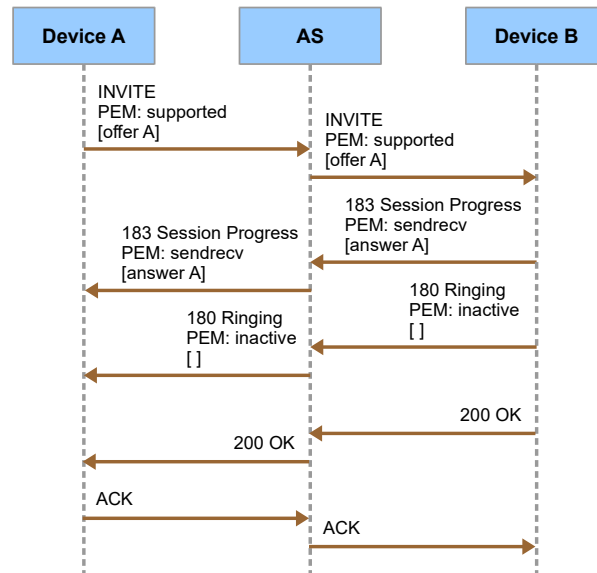 Device A
AS
Device B
INVITE
PEM: supported
[offer A]
INVITE
PEM: supported
[offer A]
183 Session Progress
PEM: sendrecv
[answer A]
183 Session Progress
PEM: sendrecv
[answer A]
180 Ringing
PEM: inactive
[ ]
180 Ringing
PEM: inactive
[ ]
200 OK
200 OK
ACK
ACK